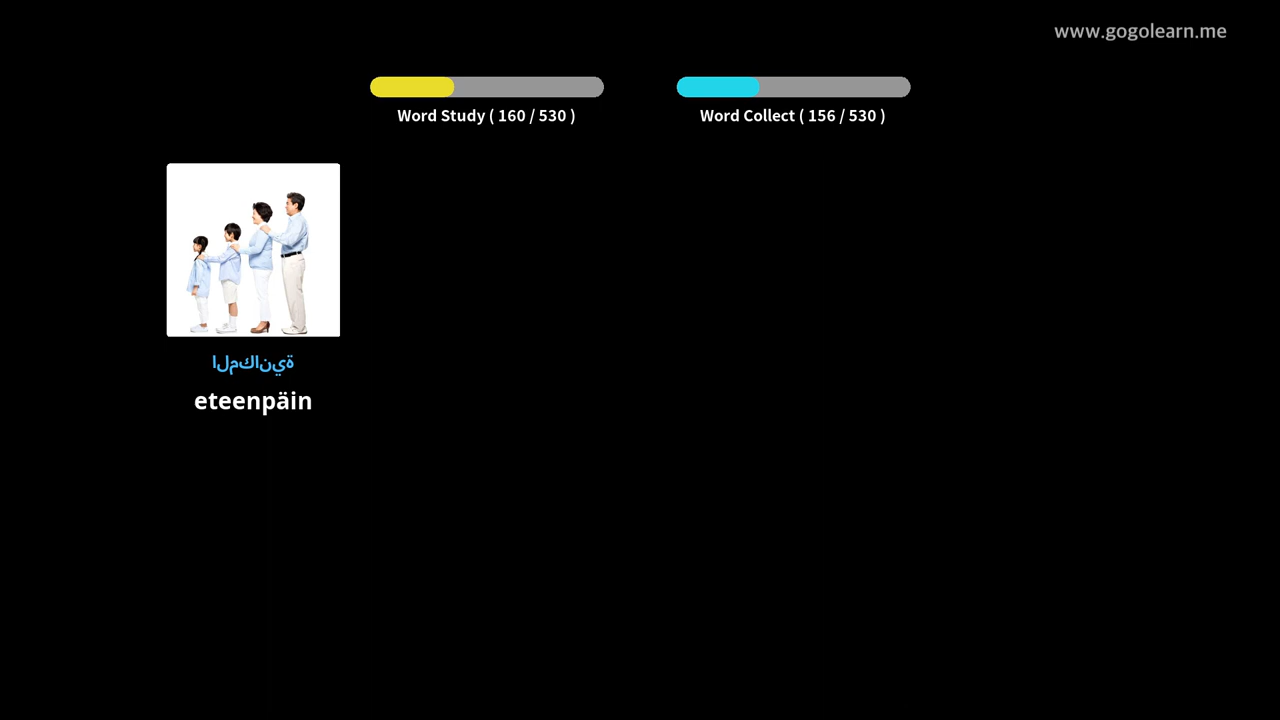 www.gogolearn.me
Word Study ( 160 / 530 )
Word Collect ( 156 / 530 )
المكانية
eteenpäin